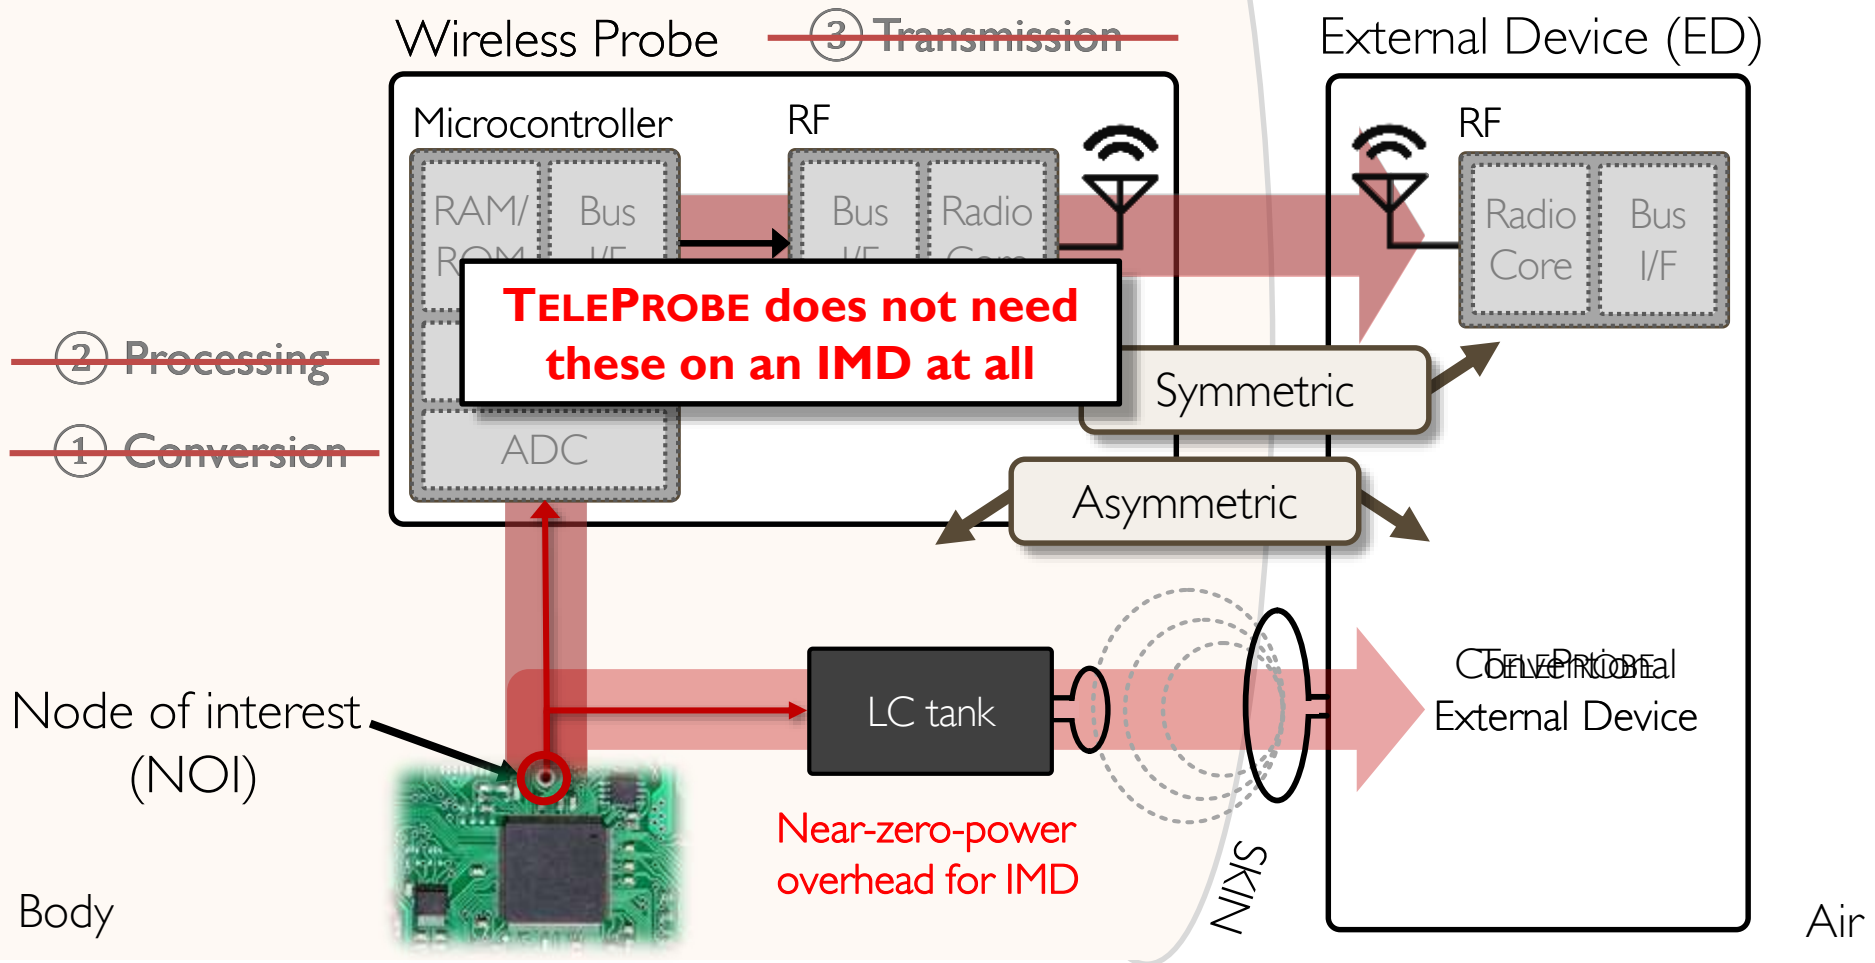 Wireless Probe
③ Transmission
External Device (ED)
Microcontroller
RF
RF
RAM/
ROM
Bus
I/F
Bus
I/F
Radio
Core
Radio
Core
Bus
I/F
TELEPROBE does not need
these on an IMD at all
② Processing
① Conversion
ADC
Symmetric
Asymmetric
Node of interest
(NOI)
LC tank
Conventional
TELEPROBE
External Device
Near-zero-power
overhead for IMD
SKIN
Body
Air